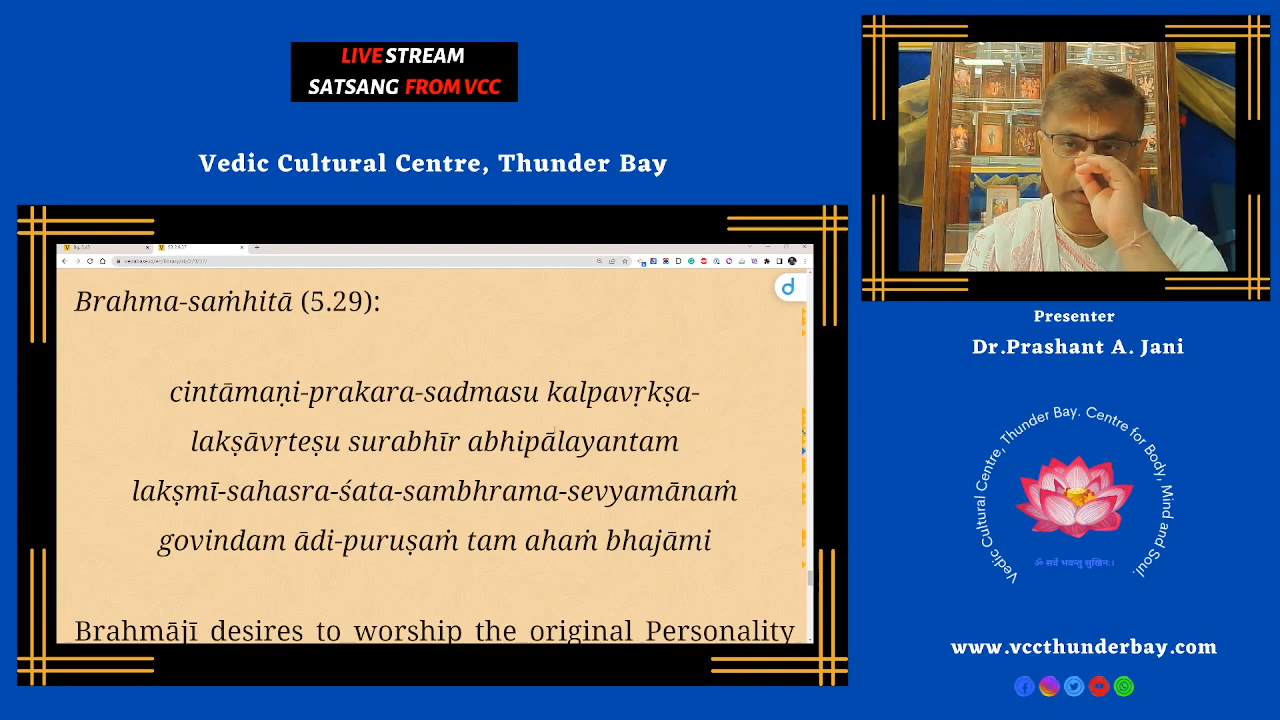 LIVE STREAM
SATSANG FROM VCC
Vedic Cultural Centre, Thunder Bay
Brahma-saṁhitā (5.29):
cintāmaṇi-prakara-sadmasu kalpavṛkṣa-
lakṣāvṛteṣu surabhīr abhipālayantam
lakṣmī-sahasra-śata-sambhrama-sevyamānaṁ
govindam ādi-puruṣaṁ tam ahaṁ bhajāmi
Brahmājī desires to worship the original Personality
Presenter
Dr.Prashant A. Jani
Vedic Cultural Centre, Thunder Bay. Centre for Body, Mind and Soul.
ॐ सर्वे भवन्तु सुखिनः।
www.vccthunderbay.com